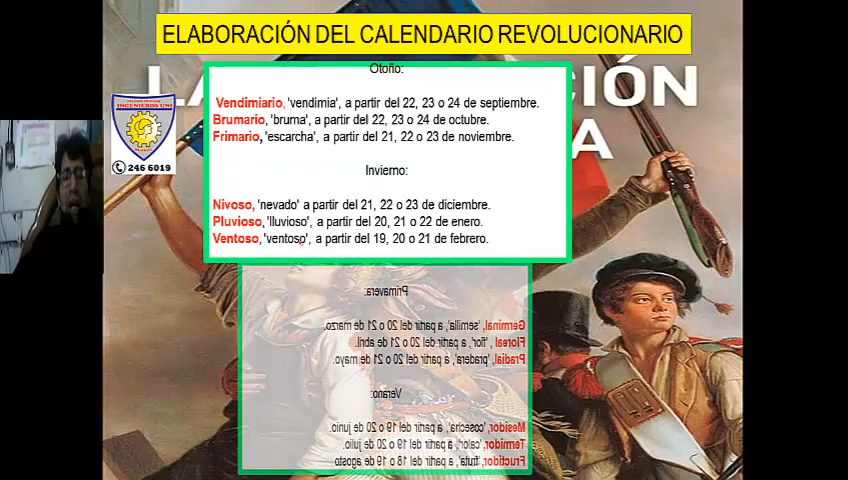 ELABORACIÓN DEL CALENDARIO REVOLUCIONARIO
Otoño:
Vendimiario, 'vendimia', a partir del 22, 23 o 24 de septiembre.
Brumario, 'bruma', a partir del 22, 23 o 24 de octubre.
Frimario, 'escarcha', a partir del 21, 22 o 23 de noviembre.
Invierno:
Nivoso, 'nevado' a partir del 21, 22 o 23 de diciembre.
Pluvioso, 'lluvioso', a partir del 20, 21 o 22 de enero.
Ventoso, 'ventoso', a partir del 19, 20 o 21 de febrero.
INGENIEROS UNI
246 6019
Primavera:
Germinal, 'semilla', a partir del 20 o 21 de marzo.
Floreal , 'flor', a partir del 20 o 21 de abril.
Pradial, 'pradera', a partir del 20 o 21 de mayo.
Verano:
Mesidor, 'cosecha', a partir del 19 o 20 de junio.
Termidor, 'calor', a partir del 19 o 20 de julio.
Fructidor, 'fruta', a partir del 18 o 19 de agosto